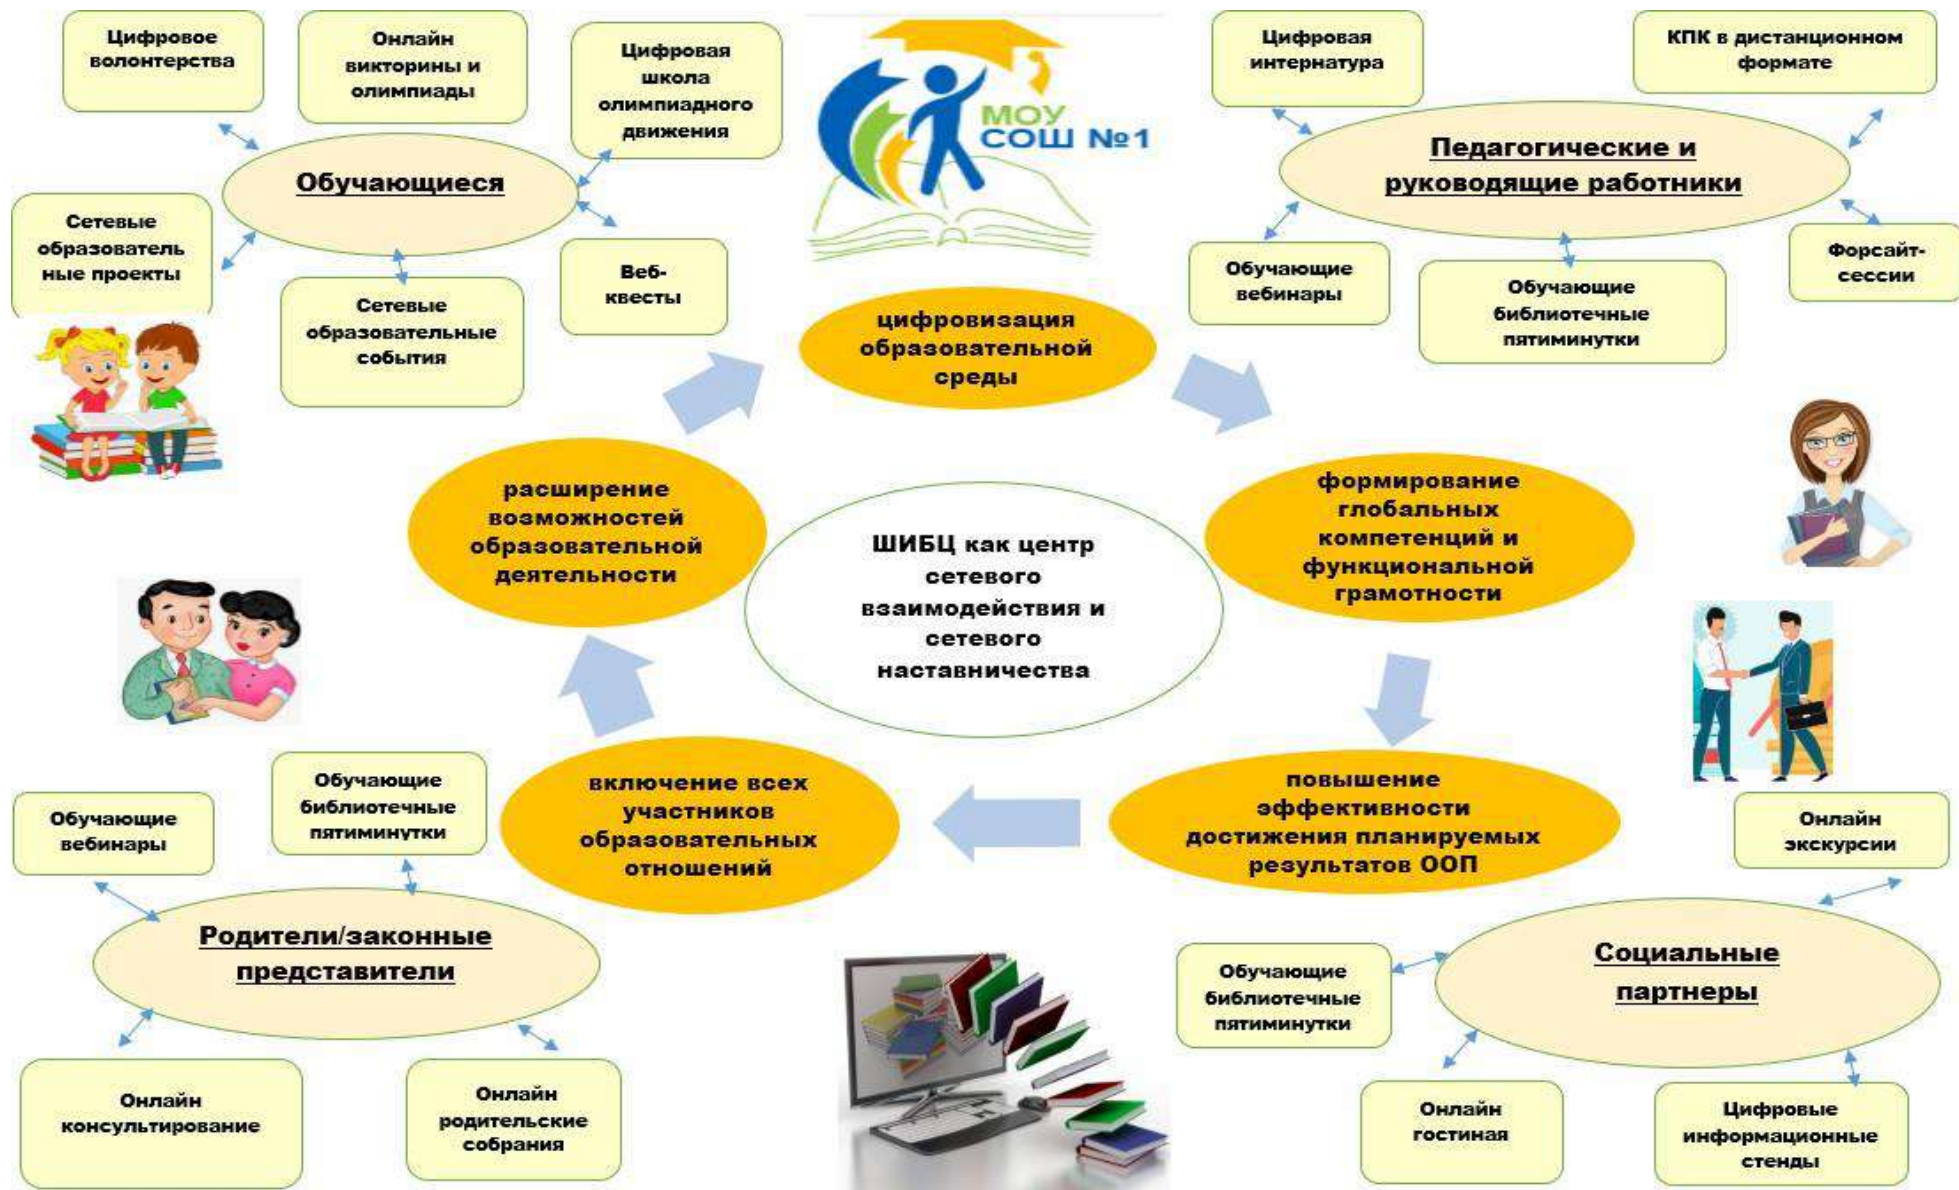 Цифровое
волонтерства
Онлайн
викторины и
олимпиады
Цифровая
школа
олимпиадного
движения
Обучающиеся
Сетевые
образователь
ные проекты
Сетевые
образовательные
события
Веб-
квесты
МОУ
СОШ №1
Цифровая
интернатура
КПК в дистанционном
формате
Педагогические и
руководящие работники
Обучающие
вебинары
Обучающие
библиотечные
пятиминутки
Форсайт-
сессии
цифровизация
образовательной
среды
расширение
возможностей
образовательной
деятельности
ШИБЦ как центр
сетевого
взаимодействия и
сетевого
наставничества
формирование
глобальных
компетенций и
функциональной
грамотности
включение всех
участников
образовательных
отношений
повышение
эффективности
достижения планируемых
результатов ООП
Обучающие
вебинары
Обучающие
библиотечные
пятиминутки
Родители/законные
представители
Онлайн
консультирование
Онлайн
родительские
собрания
Онлайн
экскурсии
Обучающие
библиотечные
пятиминутки
Социальные
партнеры
Онлайн
гостиная
Цифровые
информационные
стенды